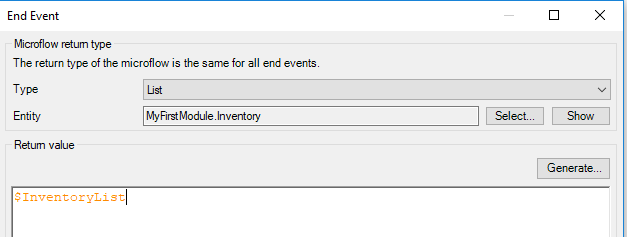 End Event
Microflow return type
The return type of the microflow is the same for all end events.
Type List
Entity MyFirstModule.Inventory Select... Show
Return value
Generate...
$InventoryList